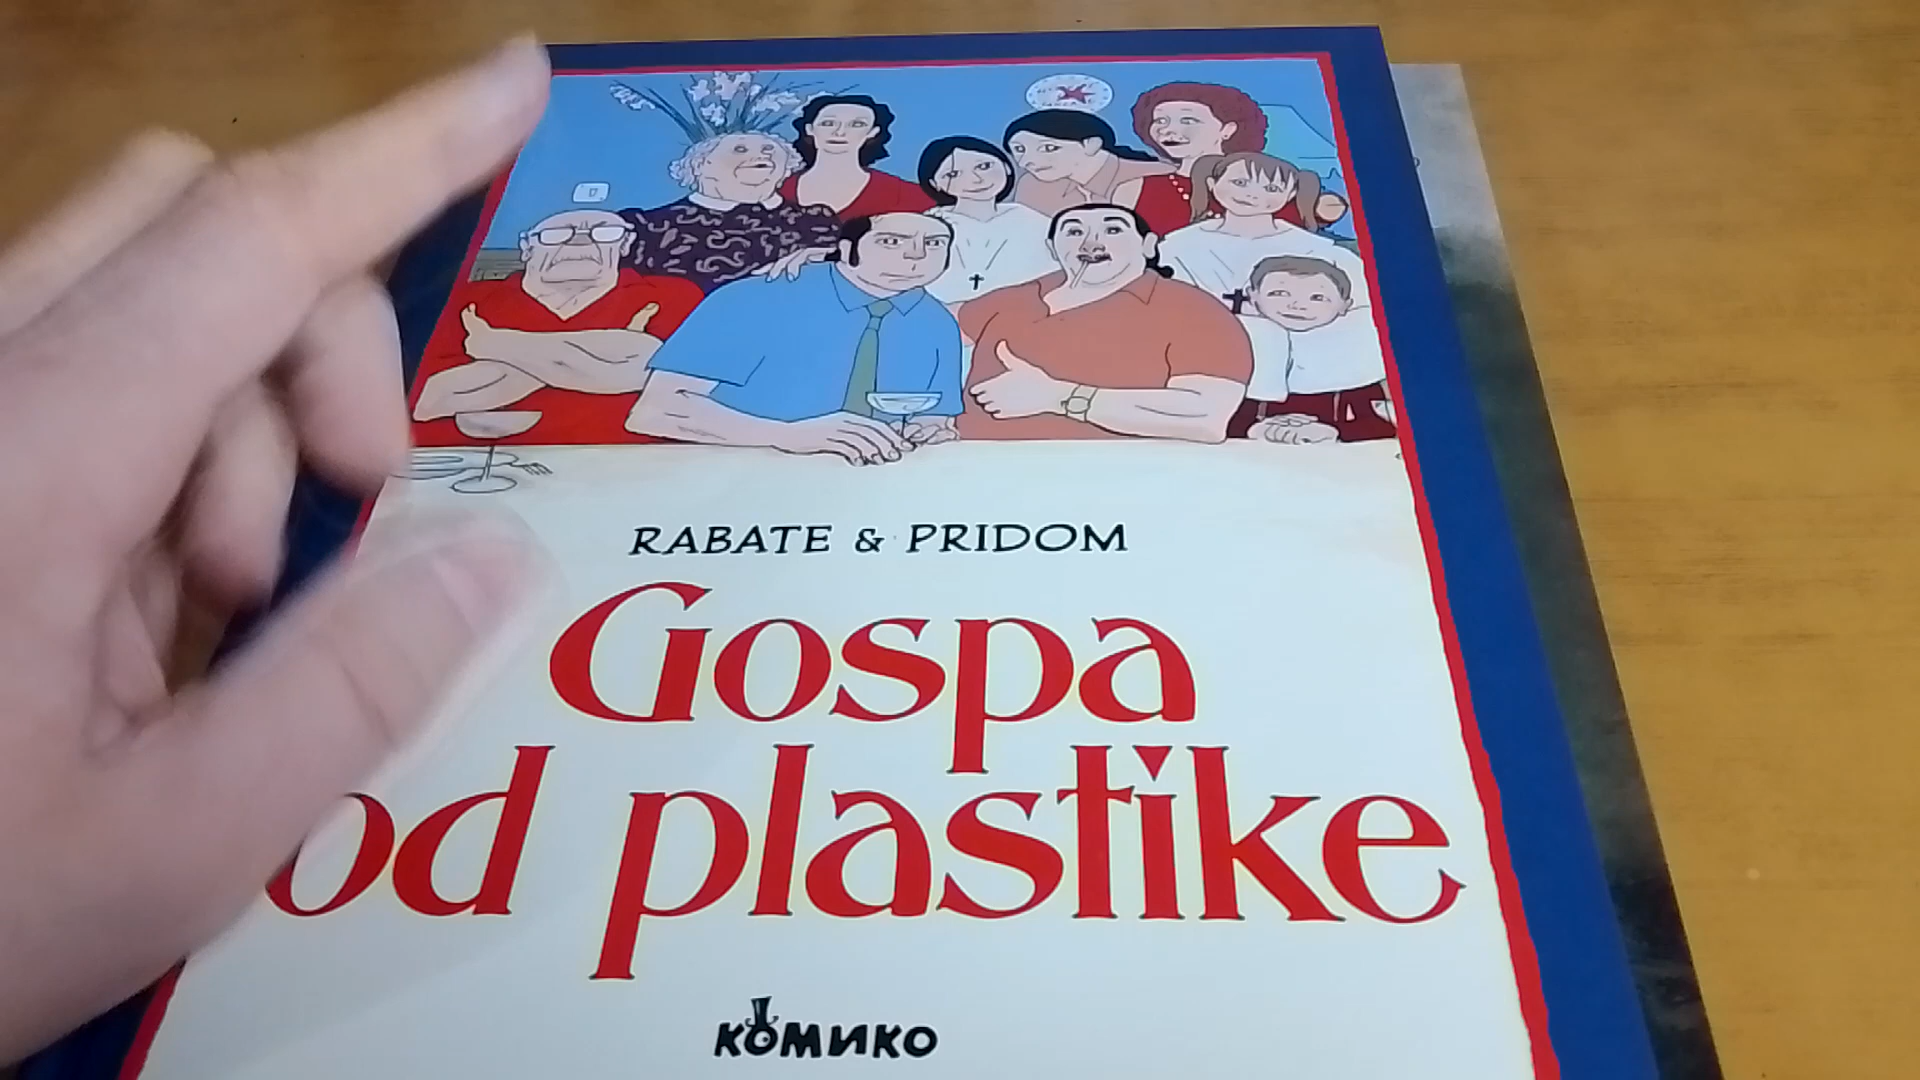 RABATE & PRIDOM
Gospa
od plastike
комико